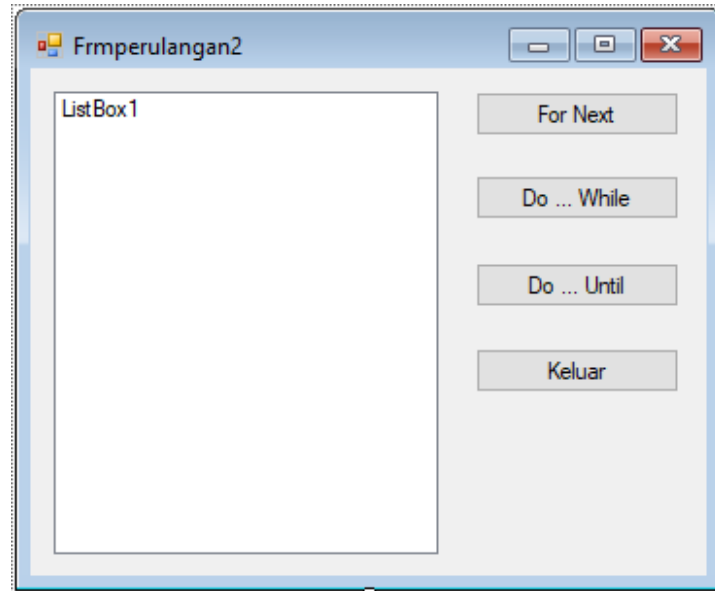 Frmperulangan2
ListBox1
For Next
Do ... While
Do ... Until
Keluar